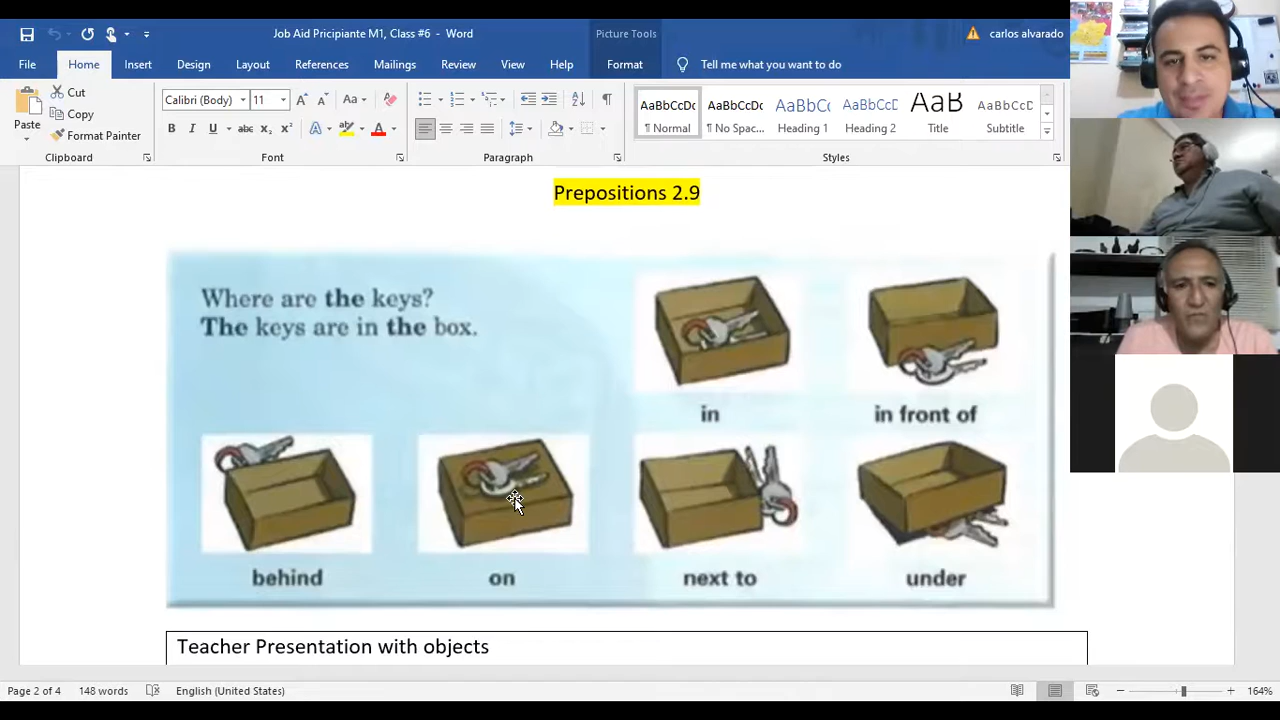 Job Aid Pricipiante M1, Class #6 - Word
Picture Tools
carlos alvarado
File
Home
Insert
Design
Layout
References
Mailings
Review
View
Help
Format
Tell me what you want to do
Paste
Cut
Copy
Format Painter
Clipboard
Calibri (Body)
11
Font
Paragraph
AaBbCcDc
¶ Normal
AaBbCcDc
¶ No Spac...
AaBbCc
Heading 1
AaBbCcD
Heading 2
AaB
Title
AaBbCcD
Subtitle
Styles
Prepositions 2.9
Where are the keys?
The keys are in the box.
in
in front of
behind
on
next to
under
Teacher Presentation with objects
Page 2 of 4
148 words
English (United States)
164%